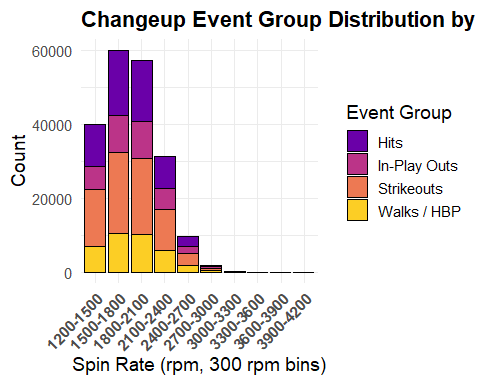 Changeup Event Group Distribution by
Count
60000
40000
20000
0
1200-1500
1500-1800
1800-2100
2100-2400
2400-2700
2700-3000
3000-3300
3300-3600
3600-3900
3900-4200
Spin Rate (rpm, 300 rpm bins)
Event Group
Hits
In-Play Outs
Strikeouts
Walks / HBP